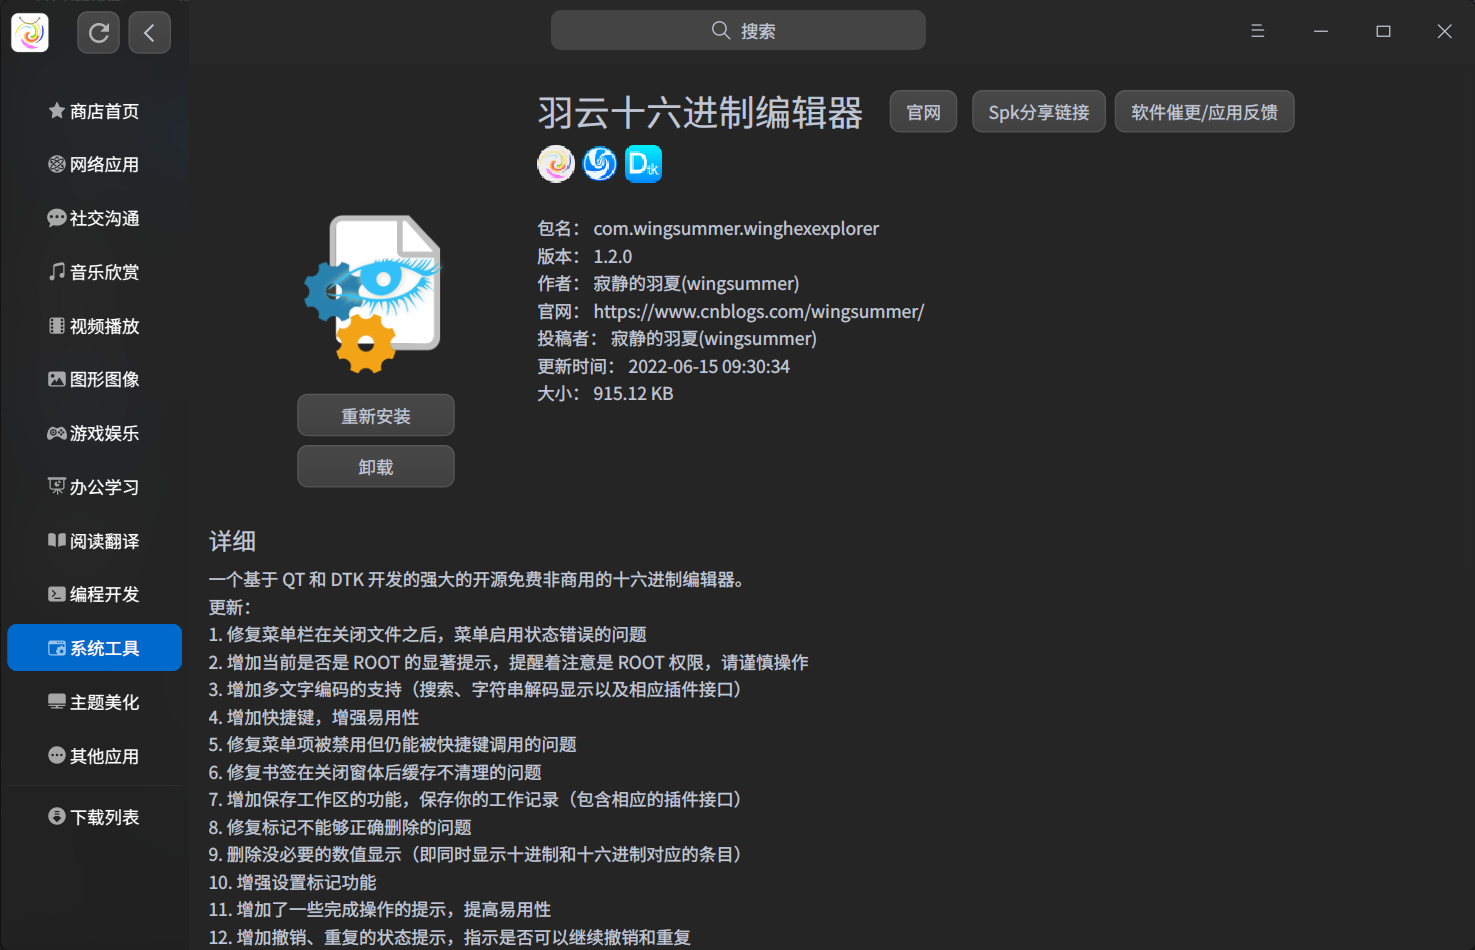 搜索
商店首页
网络应用
社交沟通
音乐欣赏
视频播放
图形图像
游戏娱乐
办公学习
阅读翻译
编程开发
系统工具
主题美化
其他应用
下载列表
羽云十六进制编辑器
官网
Spk分享链接
软件催更/应用反馈
Dtk
包名： com.wingsummer.winghexexplorer
版本： 1.2.0
作者： 寂静的羽夏(wingsummer)
官网： https://www.cnblogs.com/wingsummer/
投稿者： 寂静的羽夏(wingsummer)
更新时间： 2022-06-15 09:30:34
大小： 915.12 KB
重新安装
卸载
详细
一个基于 QT 和 DTK 开发的强大的开源免费非商用的十六进制编辑器。
更新：
1. 修复菜单栏在关闭文件之后，菜单启用状态错误的问题
2. 增加当前是否是 ROOT 的显著提示，提醒着注意是 ROOT 权限，请谨慎操作
3. 增加多文字编码的支持（搜索、字符串解码显示以及相应插件接口）
4. 增加快捷键，增强易用性
5. 修复菜单项被禁用但仍能被快捷键调用的问题
6. 修复书签在关闭窗体后缓存不清理的问题
7. 增加保存工作区的功能，保存你的工作记录（包含相应的插件接口）
8. 修复标记不能够正确删除的问题
9. 删除没必要的数值显示（即同时显示十进制和十六进制对应的条目）
10. 增强设置标记功能
11. 增加了一些完成操作的提示，提高易用性
12. 增加撤销、重复的状态提示，指示是否可以继续撤销和重复